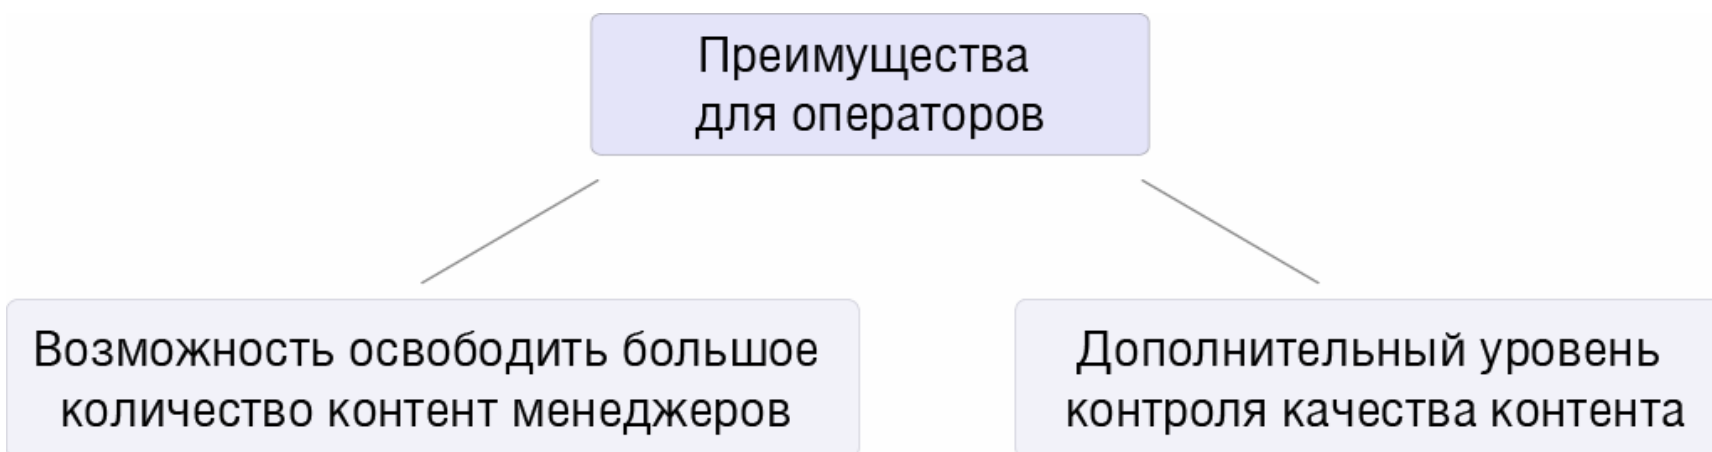 Преимущества
для операторов
Возможность освободить большое
количество контент менеджеров
Дополнительный уровень
контроля качества контента